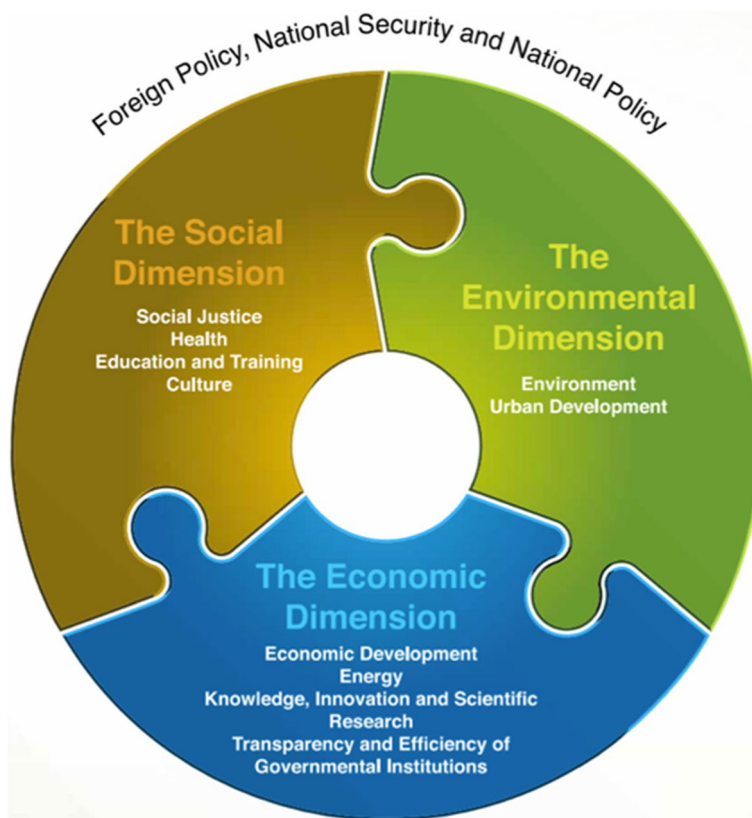 Foreign Policy, National Security and National Policy
The Social
Dimension
Social Justice
Health
Education and Training
Culture
The
Environmental
Dimension
Environment
Urban Development
The Economic
Dimension
Economic Development
Energy
Knowledge, Innovation and Scientific
Research
Transparency and Efficiency of
Governmental Institutions